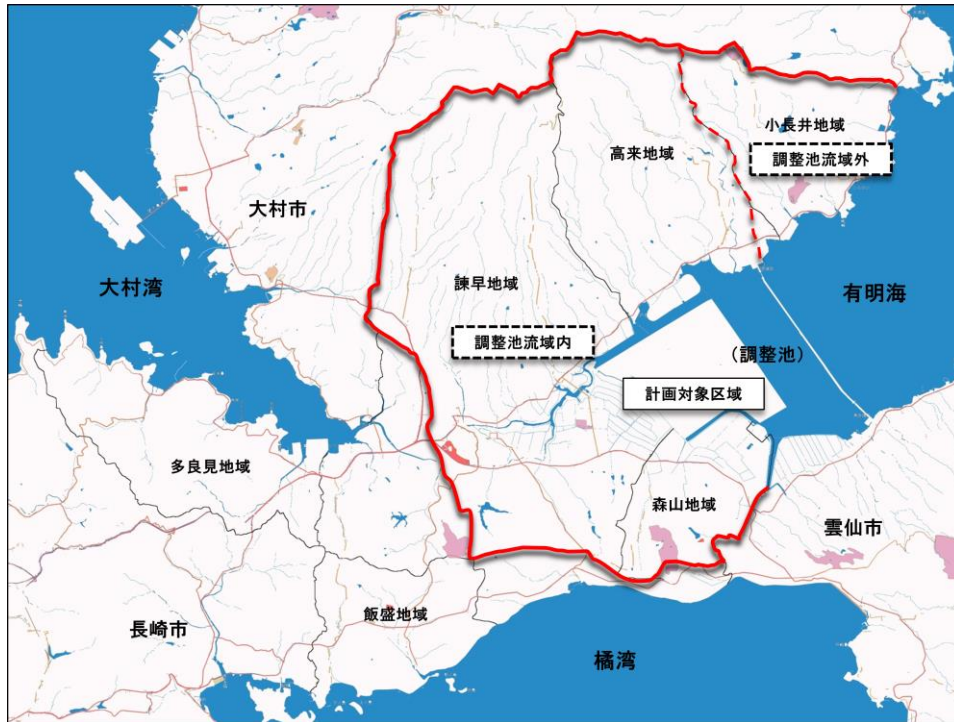 小長井地域
高来地域
調整池流域外
大村市
大村湾
諫早地域
有明海
調整池流域内
（調整池）
計画対象区域
多良見地域
森山地域
雲仙市
飯盛地域
長崎市
橘湾